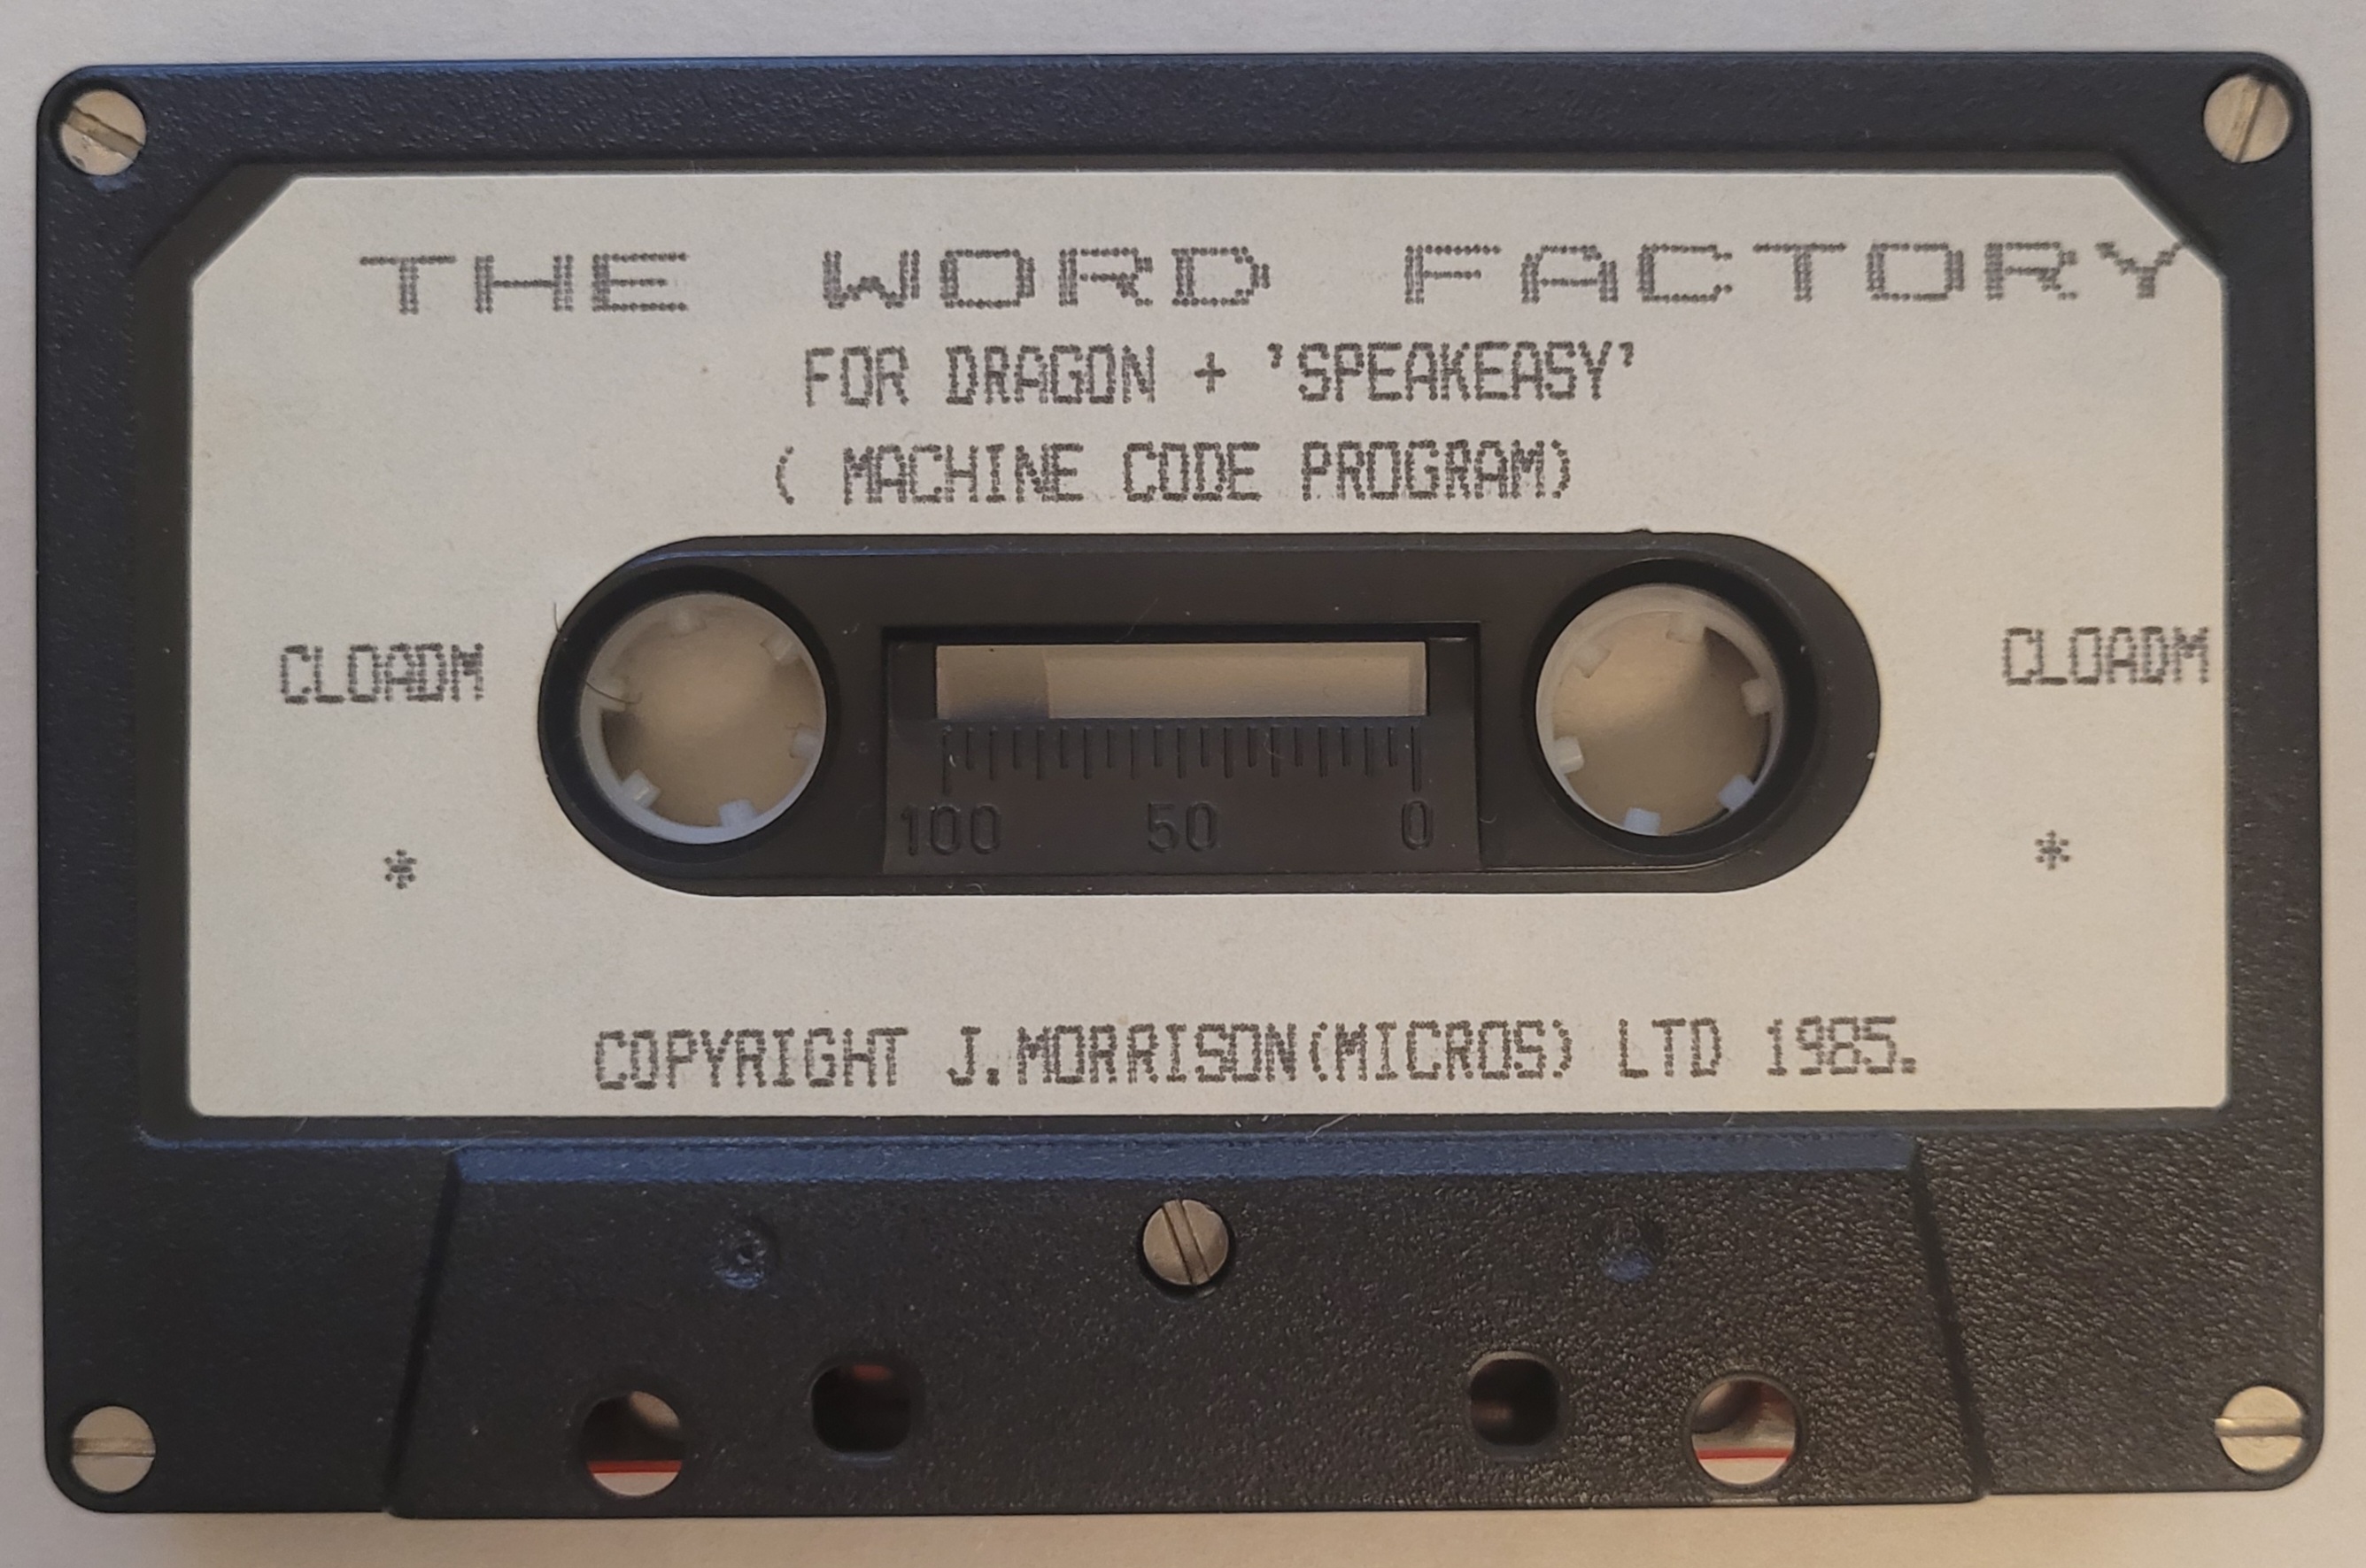 THE WORD FACTORY
FOR DRAGON + 'SPEAKEASY'
( MACHINE CODE PROGRAM)
CLOADM CLOADM
100 50 0
* *
COPYRIGHT J.MORRISON(MICROS) LTD 1985.